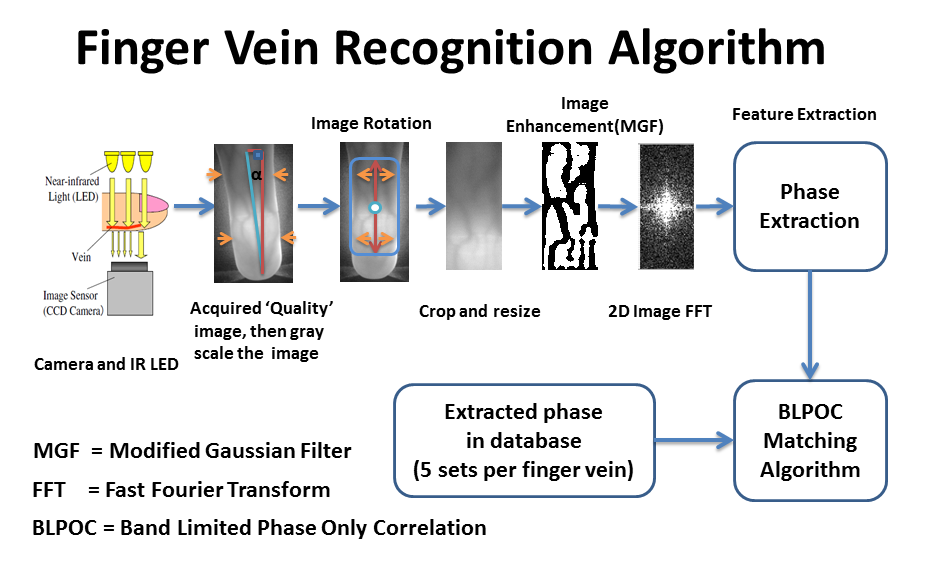 Finger Vein Recognition Algorithm
Near-infrared
Light (LED)
Vein
Image Sensor
(CCD Camera)
Camera and IR LED
α
Acquired ‘Quality’
image, then gray
scale the image
Image Rotation
Crop and resize
Image
Enhancement(MGF)
2D Image FFT
Feature Extraction
Phase
Extraction
Extracted phase
in database
(5 sets per finger vein)
BLPOC
Matching
Algorithm
MGF = Modified Gaussian Filter
FFT = Fast Fourier Transform
BLPOC = Band Limited Phase Only Correlation